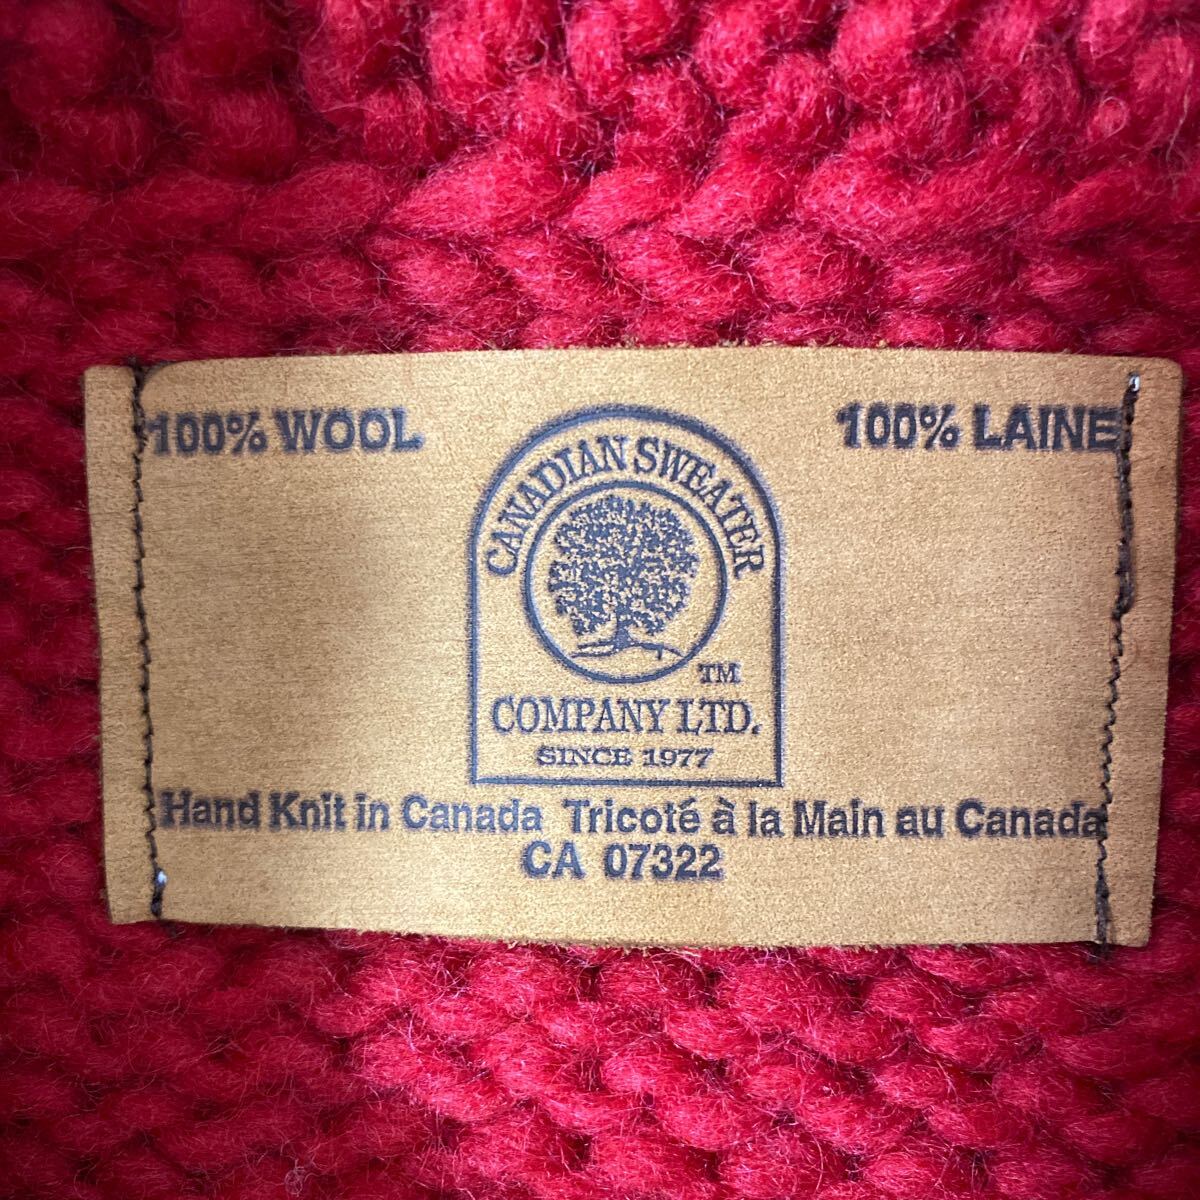 100% WOOL
100% LAINE
CANADIAN SWEATER
TM
COMPANY LTD.
SINCE 1977
Hand Knit in Canada Tricoté à la Main au Canada
CA 07322